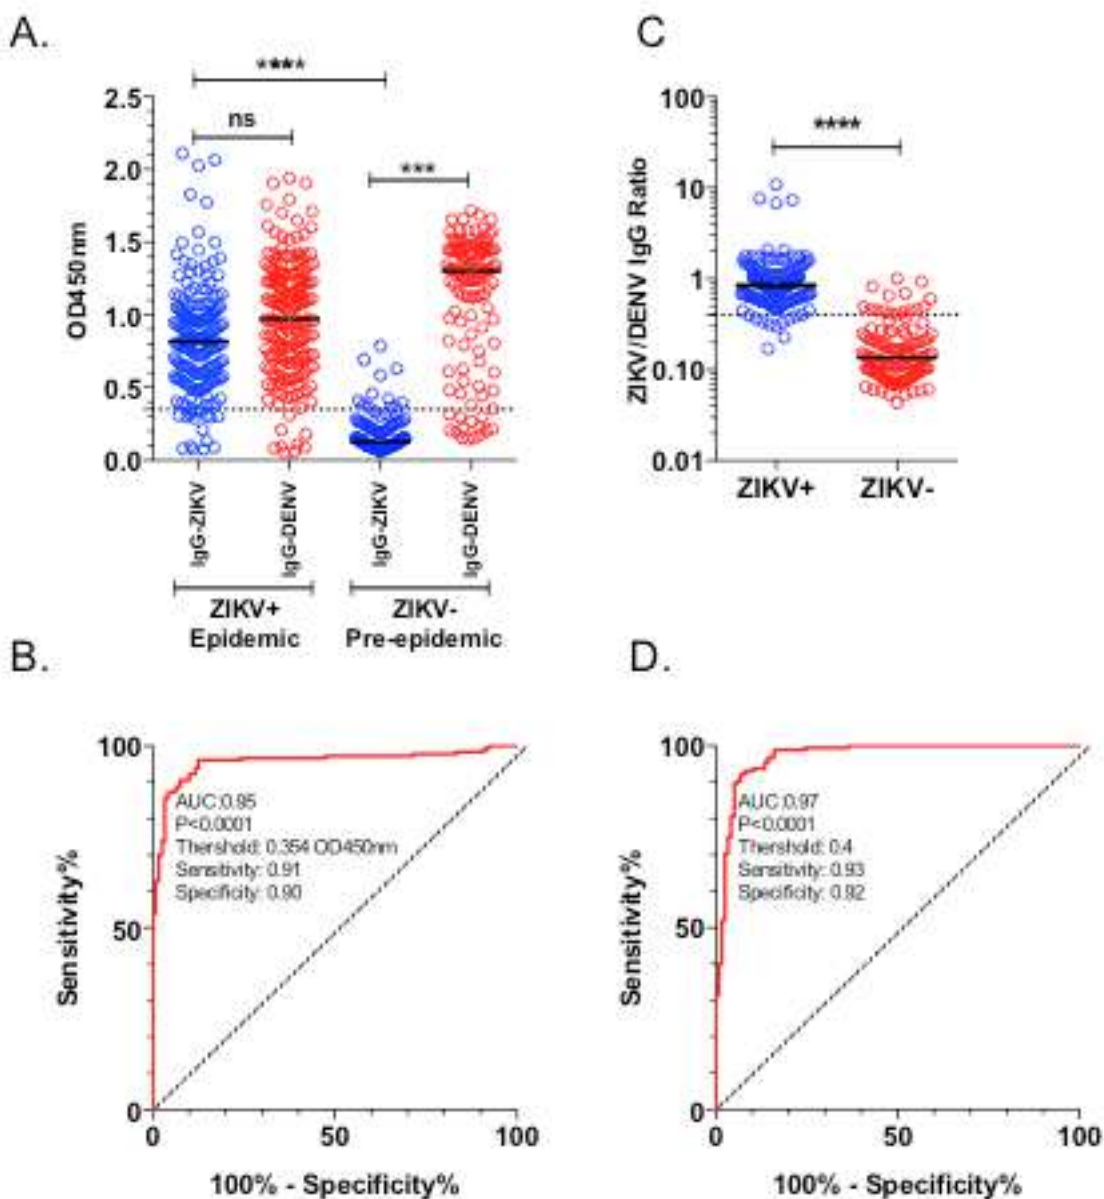 A.
OD450nm
2.5
2.0
1.5
1.0
0.5
0.0
****
ns
***
IgG-ZIKV
IgG-DENV
IgG-ZIKV
IgG-DENV
ZIKV+
Epidemic
ZIKV-
Pre-epidemic
C
ZIKV/DENV IgG Ratio
100
10
1
0.10
0.01
****
ZIKV+
ZIKV-
B.
Sensitivity%
100
50
0
AUC:0.95
P<0.0001
Thershold: 0.354 OD450nm
Sensitivity: 0.91
Specificity: 0.90
0
50
100
100% - Specificity%
D.
Sensitivity%
100
50
0
AUC:0.97
P<0.0001
Thershold: 0.4
Sensitivity: 0.93
Specificity: 0.92
0
50
100
100% - Specificity%